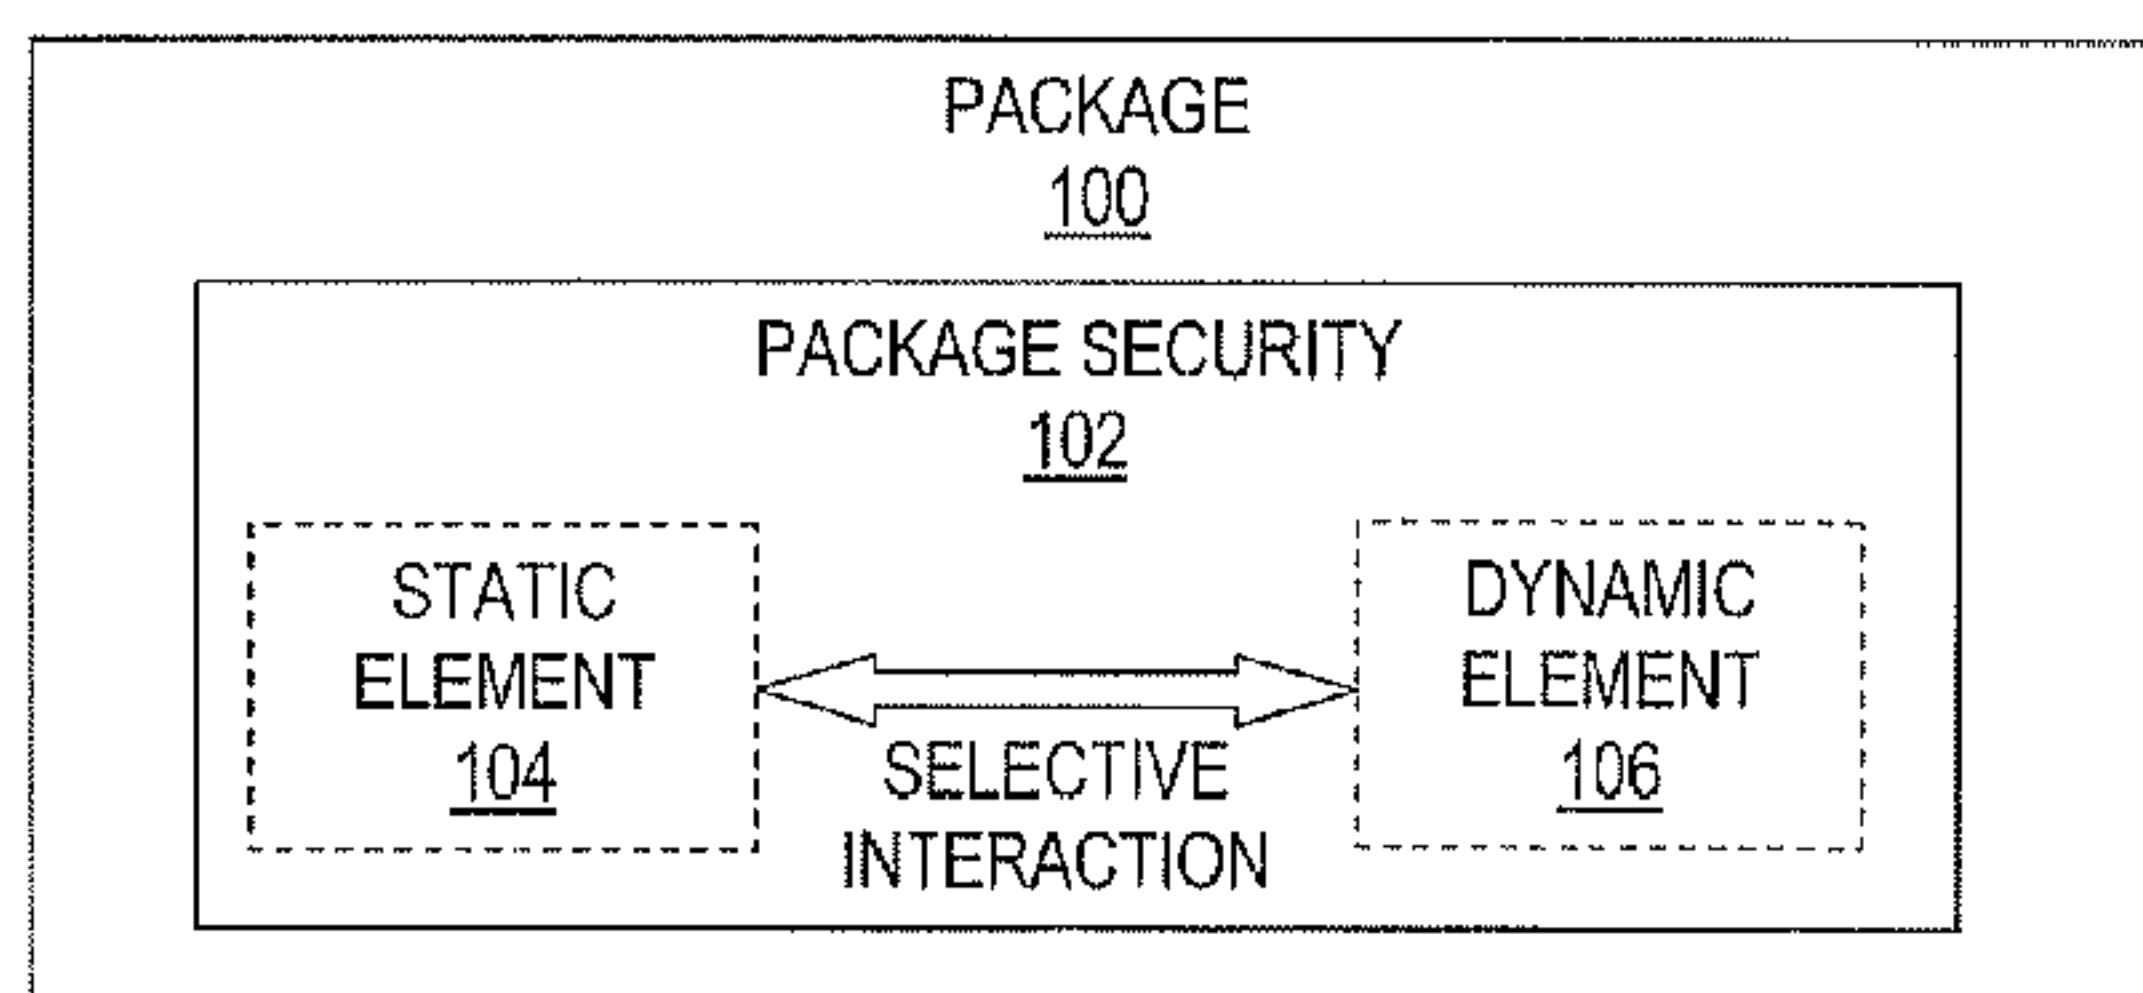 PACKAGE
100
PACKAGE SECURITY
102
STATIC
ELEMENT
104
DYNAMIC
ELEMENT
106
SELECTIVE
INTERACTION